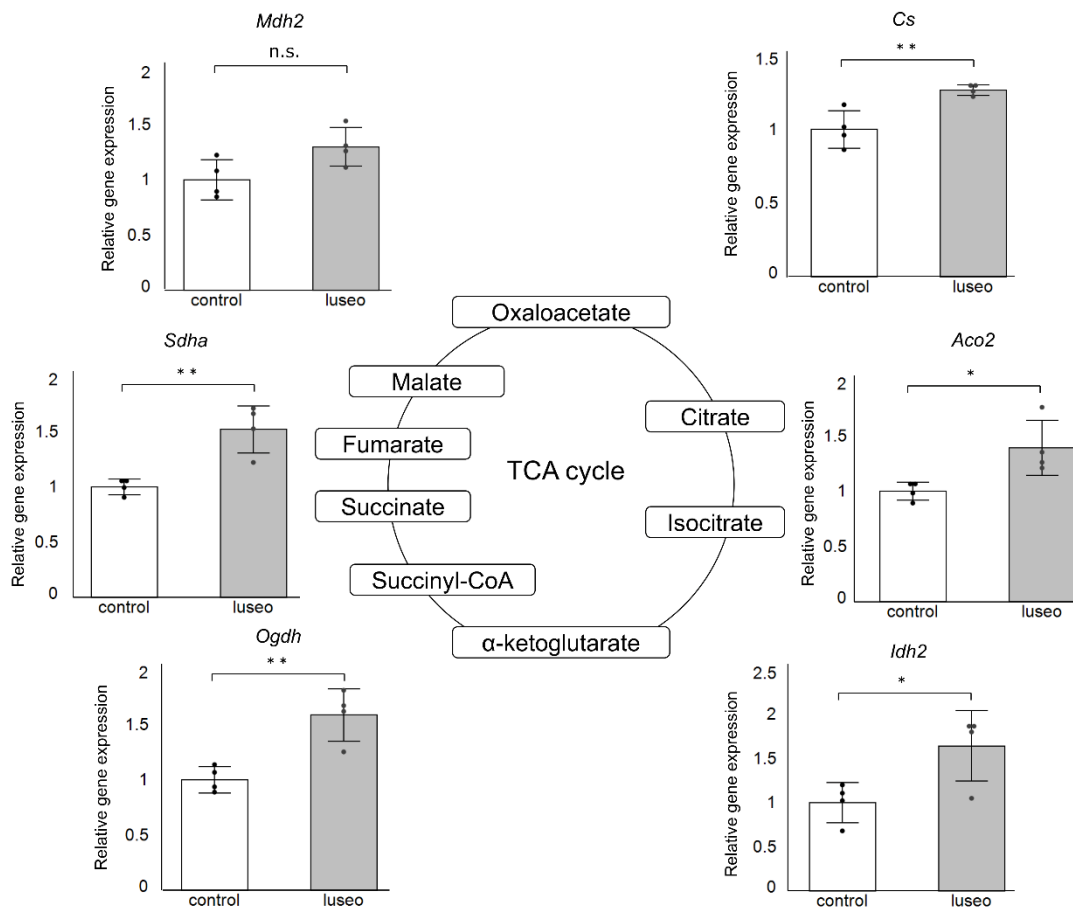 Mdh2
n.s.
Relative gene expression
2
1.5
1
0.5
0
control luseo
Cs
* *
Relative gene expression
1.5
1
0.5
0
control luseo
Sdha
* *
Relative gene expression
2
1.5
1
0.5
0
control luseo
Oxaloacetate
Malate
Citrate
Fumarate
TCA cycle
Succinate
Isocitrate
Succinyl-CoA
α-ketoglutarate
Aco2
*
Relative gene expression
2
1.5
1
0.5
0
control luseo
Ogdh
* *
Relative gene expression
2
1.5
1
0.5
0
control luseo
Idh2
*
Relative gene expression
2.5
2
1.5
1
0.5
0
control luseo